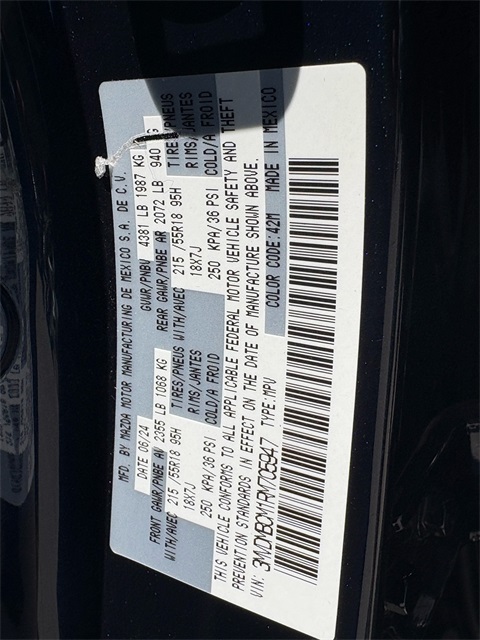 MFD. BY MAZDA MOTOR MANUFACTURING DE MEXICO S.A. DE C.V.
DATE 06/24 GVWR/PNBV 4381 LB 1987 KG
FRONT GAWR/PNBE AV 2355 LB 1068 KG REAR GAWR/PNBE AR 2072 LB 940 KG
WITH/AVEC 215 /55R18 95H TIRES/PNEUS WITH/AVEC 215 /55R18 95H TIRES/PNEUS
18X7J RIMS/JANTES 18X7J RIMS/JANTES
250 KPA/36 PSI COLD/A FROID 250 KPA/36 PSI COLD/A FROID
THIS VEHICLE CONFORMS TO ALL APPLICABLE FEDERAL MOTOR VEHICLE SAFETY AND THEFT
PREVENTION STANDARDS IN EFFECT ON THE DATE OF MANUFACTURE SHOWN ABOVE.
VIN: 3MVDMBCM1RM705947 TYPE:MPV COLOR CODE:42M MADE IN MEXICO